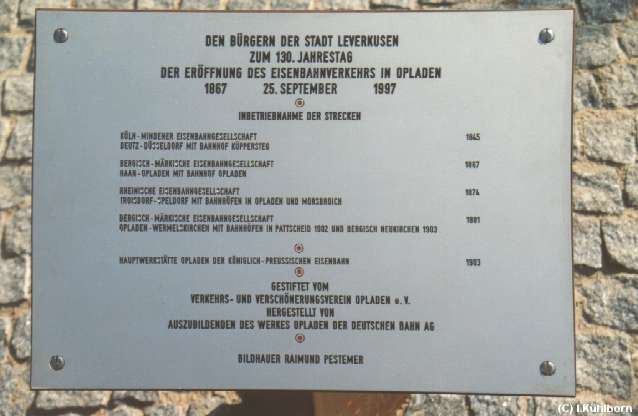 DEN BÜRGERN DER STADT LEVERKUSEN
ZUM 130. JAHRESTAG
DER ERÖFFNUNG DES EISENBAHNVERKEHRS IN OPLADEN
1867 25. SEPTEMBER 1997
INBETRIEBNAHME DER STRECKEN
KÖLN-MINDENER EISENBAHNGESELLSCHAFT 1845
DEUTZ-DÜSSELDORF MIT BAHNHOF KÜPPERSTEG
BERGISCH-MÄRKISCHE EISENBAHNGESELLSCHAFT 1867
HAAN-OPLADEN MIT BAHNHOF OPLADEN
RHEINISCHE EISENBAHNGESELLSCHAFT 1874
TROISDORF-SPELDORF MIT BAHNHÖFEN IN OPLADEN UND MORSBROICH
BERGISCH-MÄRKISCHE EISENBAHNGESELLSCHAFT 1881
OPLADEN-WERMELSKIRCHEN MIT BAHNHÖFEN IN PATTSCHEID 1902 UND BERGISCH NEUKIRCHEN 1903
HAUPTWERKSTÄTTE OPLADEN DER KÖNIGLICH-PREUSSISCHEN EISENBAHN 1903
GESTIFTET VOM
VERKEHRS- UND VERSCHÖNERUNGSVEREIN OPLADEN e.V.
HERGESTELLT VON
AUSZUBILDENDEN DES WERKES OPLADEN DER DEUTSCHEN BAHN AG
BILDHAUER RAIMUND PESTEMER
(C) I.Kühlborn